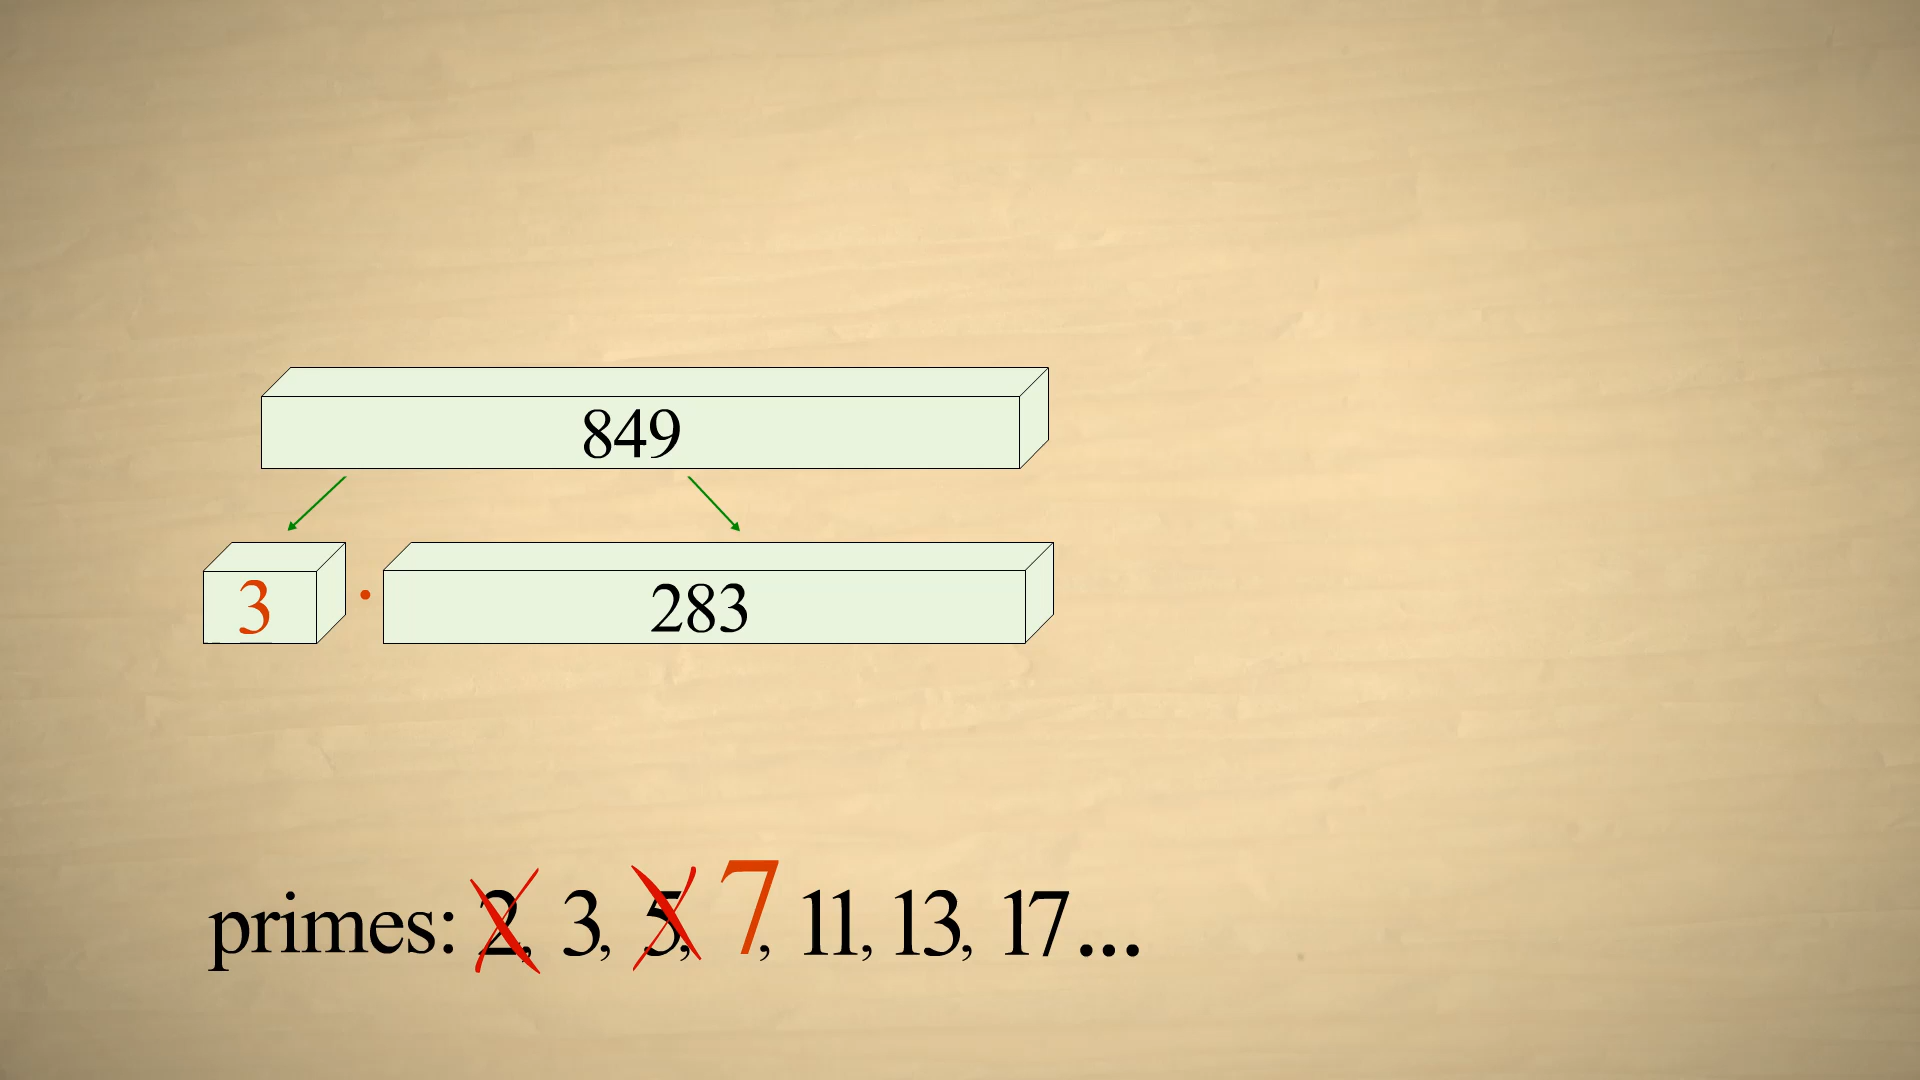 849
3 · 283
primes: 2, 3, 5, 7, 11, 13, 17...